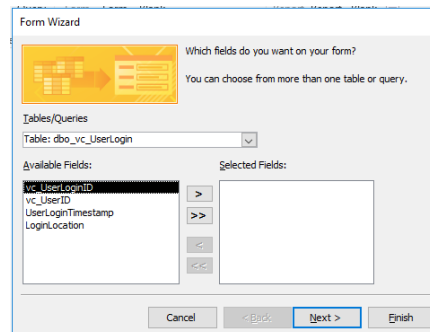 Form Wizard
Which fields do you want on your form?
You can choose from more than one table or query.
Tables/Queries
Table: dbo_vc_UserLogin
Available Fields:
Selected Fields:
vc_UserLoginID
vc_UserID
UserLoginTimestamp
LoginLocation
>
>>
<
<<
Cancel
< Back
Next >
Finish